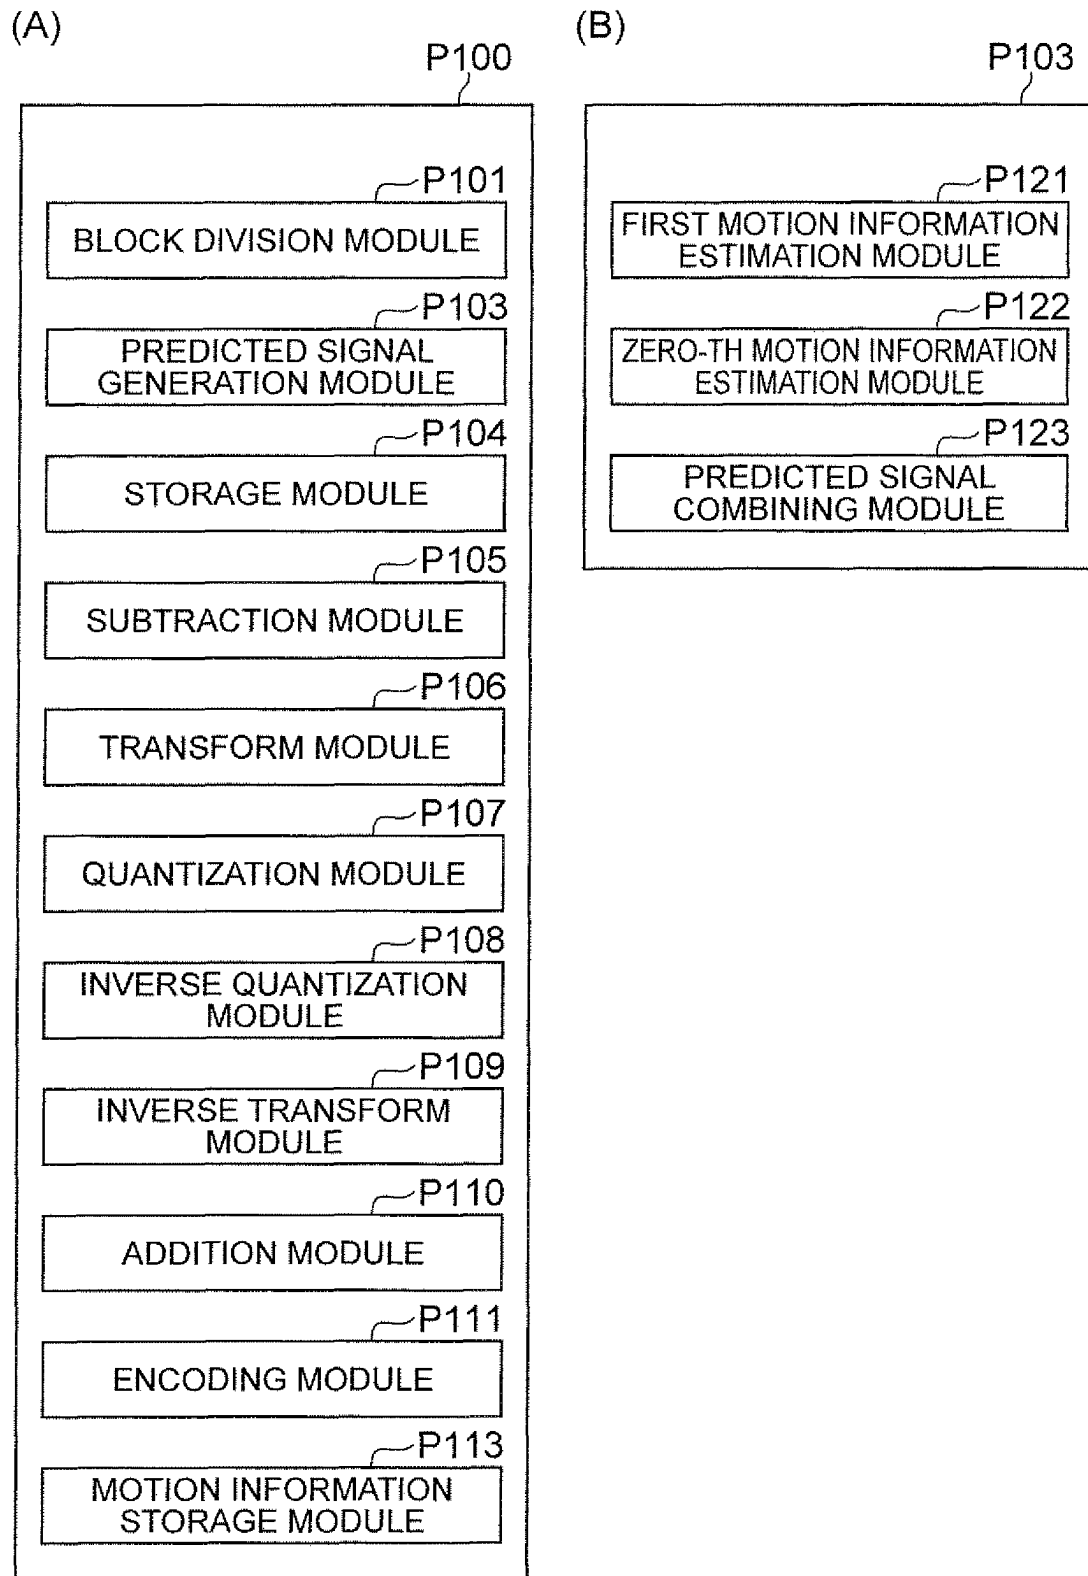 (A)
P100
P101
BLOCK DIVISION MODULE
P103
PREDICTED SIGNAL
GENERATION MODULE
P104
STORAGE MODULE
P105
SUBTRACTION MODULE
P106
TRANSFORM MODULE
P107
QUANTIZATION MODULE
P108
INVERSE QUANTIZATION
MODULE
P109
INVERSE TRANSFORM
MODULE
P110
ADDITION MODULE
P111
ENCODING MODULE
P113
MOTION INFORMATION
STORAGE MODULE
(B)
P103
P121
FIRST MOTION INFORMATION
ESTIMATION MODULE
P122
ZERO-TH MOTION INFORMATION
ESTIMATION MODULE
P123
PREDICTED SIGNAL
COMBINING MODULE